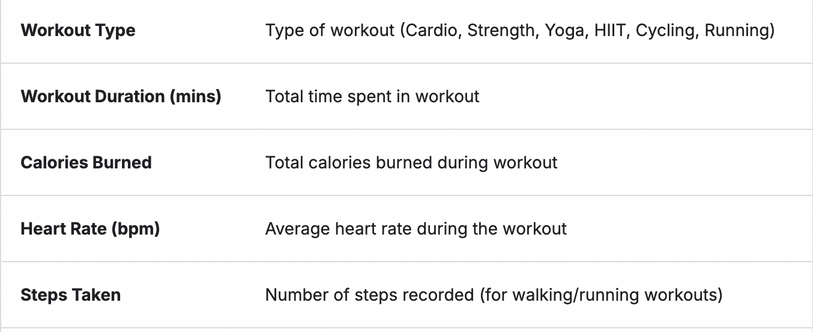 Workout Type Type of workout (Cardio, Strength, Yoga, HIIT, Cycling, Running)
Workout Duration (mins) Total time spent in workout
Calories Burned Total calories burned during workout
Heart Rate (bpm) Average heart rate during the workout
Steps Taken Number of steps recorded (for walking/running workouts)